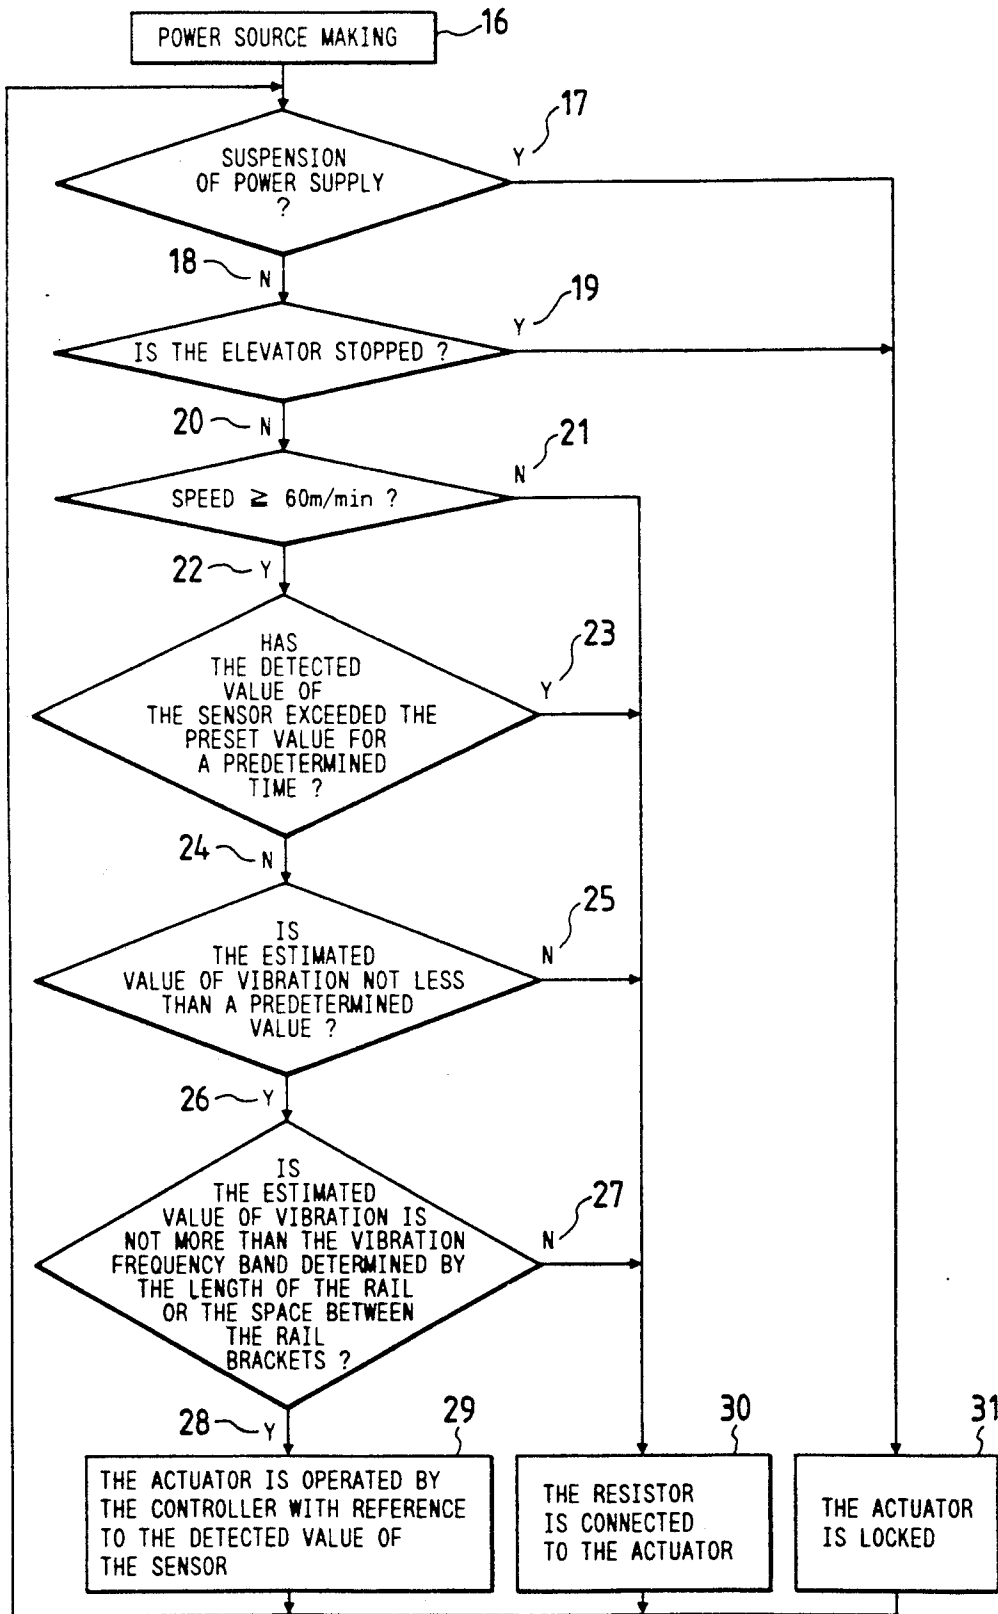 POWER SOURCE MAKING
16
17
Y
SUSPENSION
OF POWER SUPPLY
?
18
N
19
Y
IS THE ELEVATOR STOPPED ?
20
N
21
N
SPEED ≧ 60m/min ?
22
Y
HAS
THE DETECTED
VALUE OF
THE SENSOR EXCEEDED THE
PRESET VALUE FOR
A PREDETERMINED
TIME ?
23
Y
24
N
IS
THE ESTIMATED
VALUE OF VIBRATION NOT LESS
THAN A PREDETERMINED
VALUE ?
25
N
26
Y
IS
THE ESTIMATED
VALUE OF VIBRATION IS
NOT MORE THAN THE VIBRATION
FREQUENCY BAND DETERMINED BY
THE LENGTH OF THE RAIL
OR THE SPACE BETWEEN
THE RAIL
BRACKETS ?
27
N
28
Y
29
THE ACTUATOR IS OPERATED BY
THE CONTROLLER WITH REFERENCE
TO THE DETECTED VALUE OF
THE SENSOR
30
THE RESISTOR
IS CONNECTED
TO THE ACTUATOR
31
THE ACTUATOR
IS LOCKED